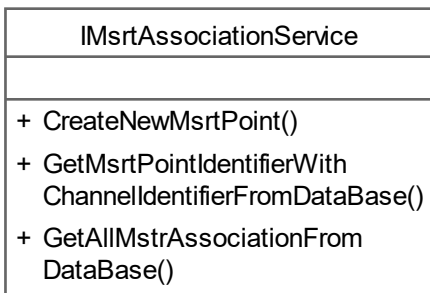 IMsrtAssociationService
+ CreateNewMsrtPoint()
+ GetMsrtPointIdentifierWith
ChannelIdentifierFromDataBase()
+ GetAllMstrAssociationFrom
DataBase()